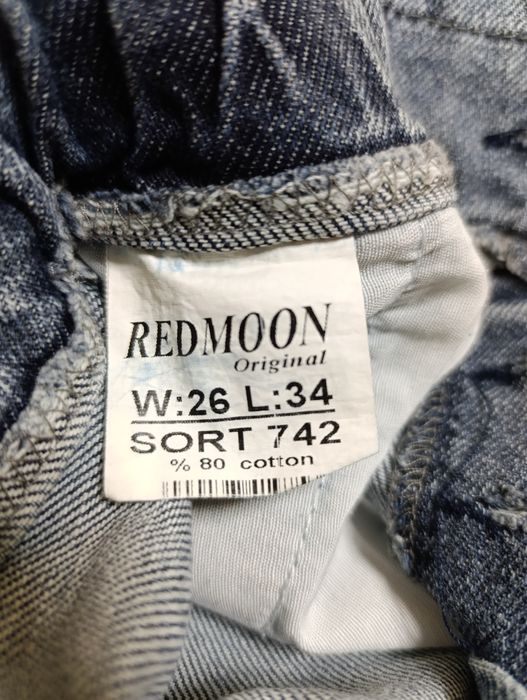 REDMOON
Original
W:26 L:34
SORT 742
% 80 cotton